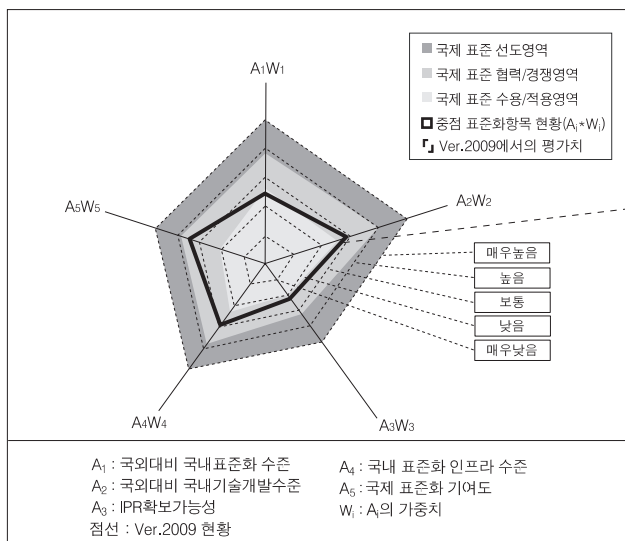 국제 표준 선도영역
국제 표준 협력/경쟁영역
국제 표준 수용/적용영역
중점 표준화항목 현황(Ai*Wi)
「」 Ver.2009에서의 평가치
A1W1
A2W2
A5W5
매우높음
높음
보통
낮음
매우낮음
A4W4
A3W3
A1 : 국외대비 국내표준화 수준
A2 : 국외대비 국내기술개발수준
A3 : IPR확보가능성
점선 : Ver.2009 현황
A4 : 국내 표준화 인프라 수준
A5 : 국제 표준화 기여도
Wi : Ai의 가중치